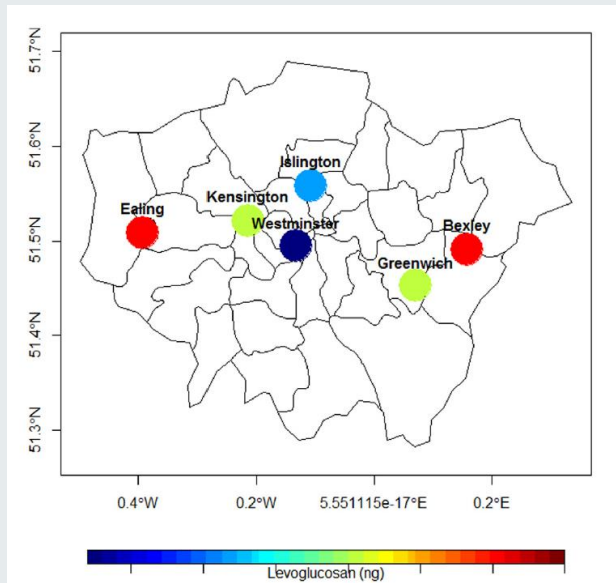 51.7°N
51.6°N
51.5°N
51.4°N
51.3°N
Islington
Kensington
Ealing
Westminster
Bexley
Greenwich
0.4°W
0.2°W
5.551115e-17°E
0.2°E
Levoglucosan (ng)